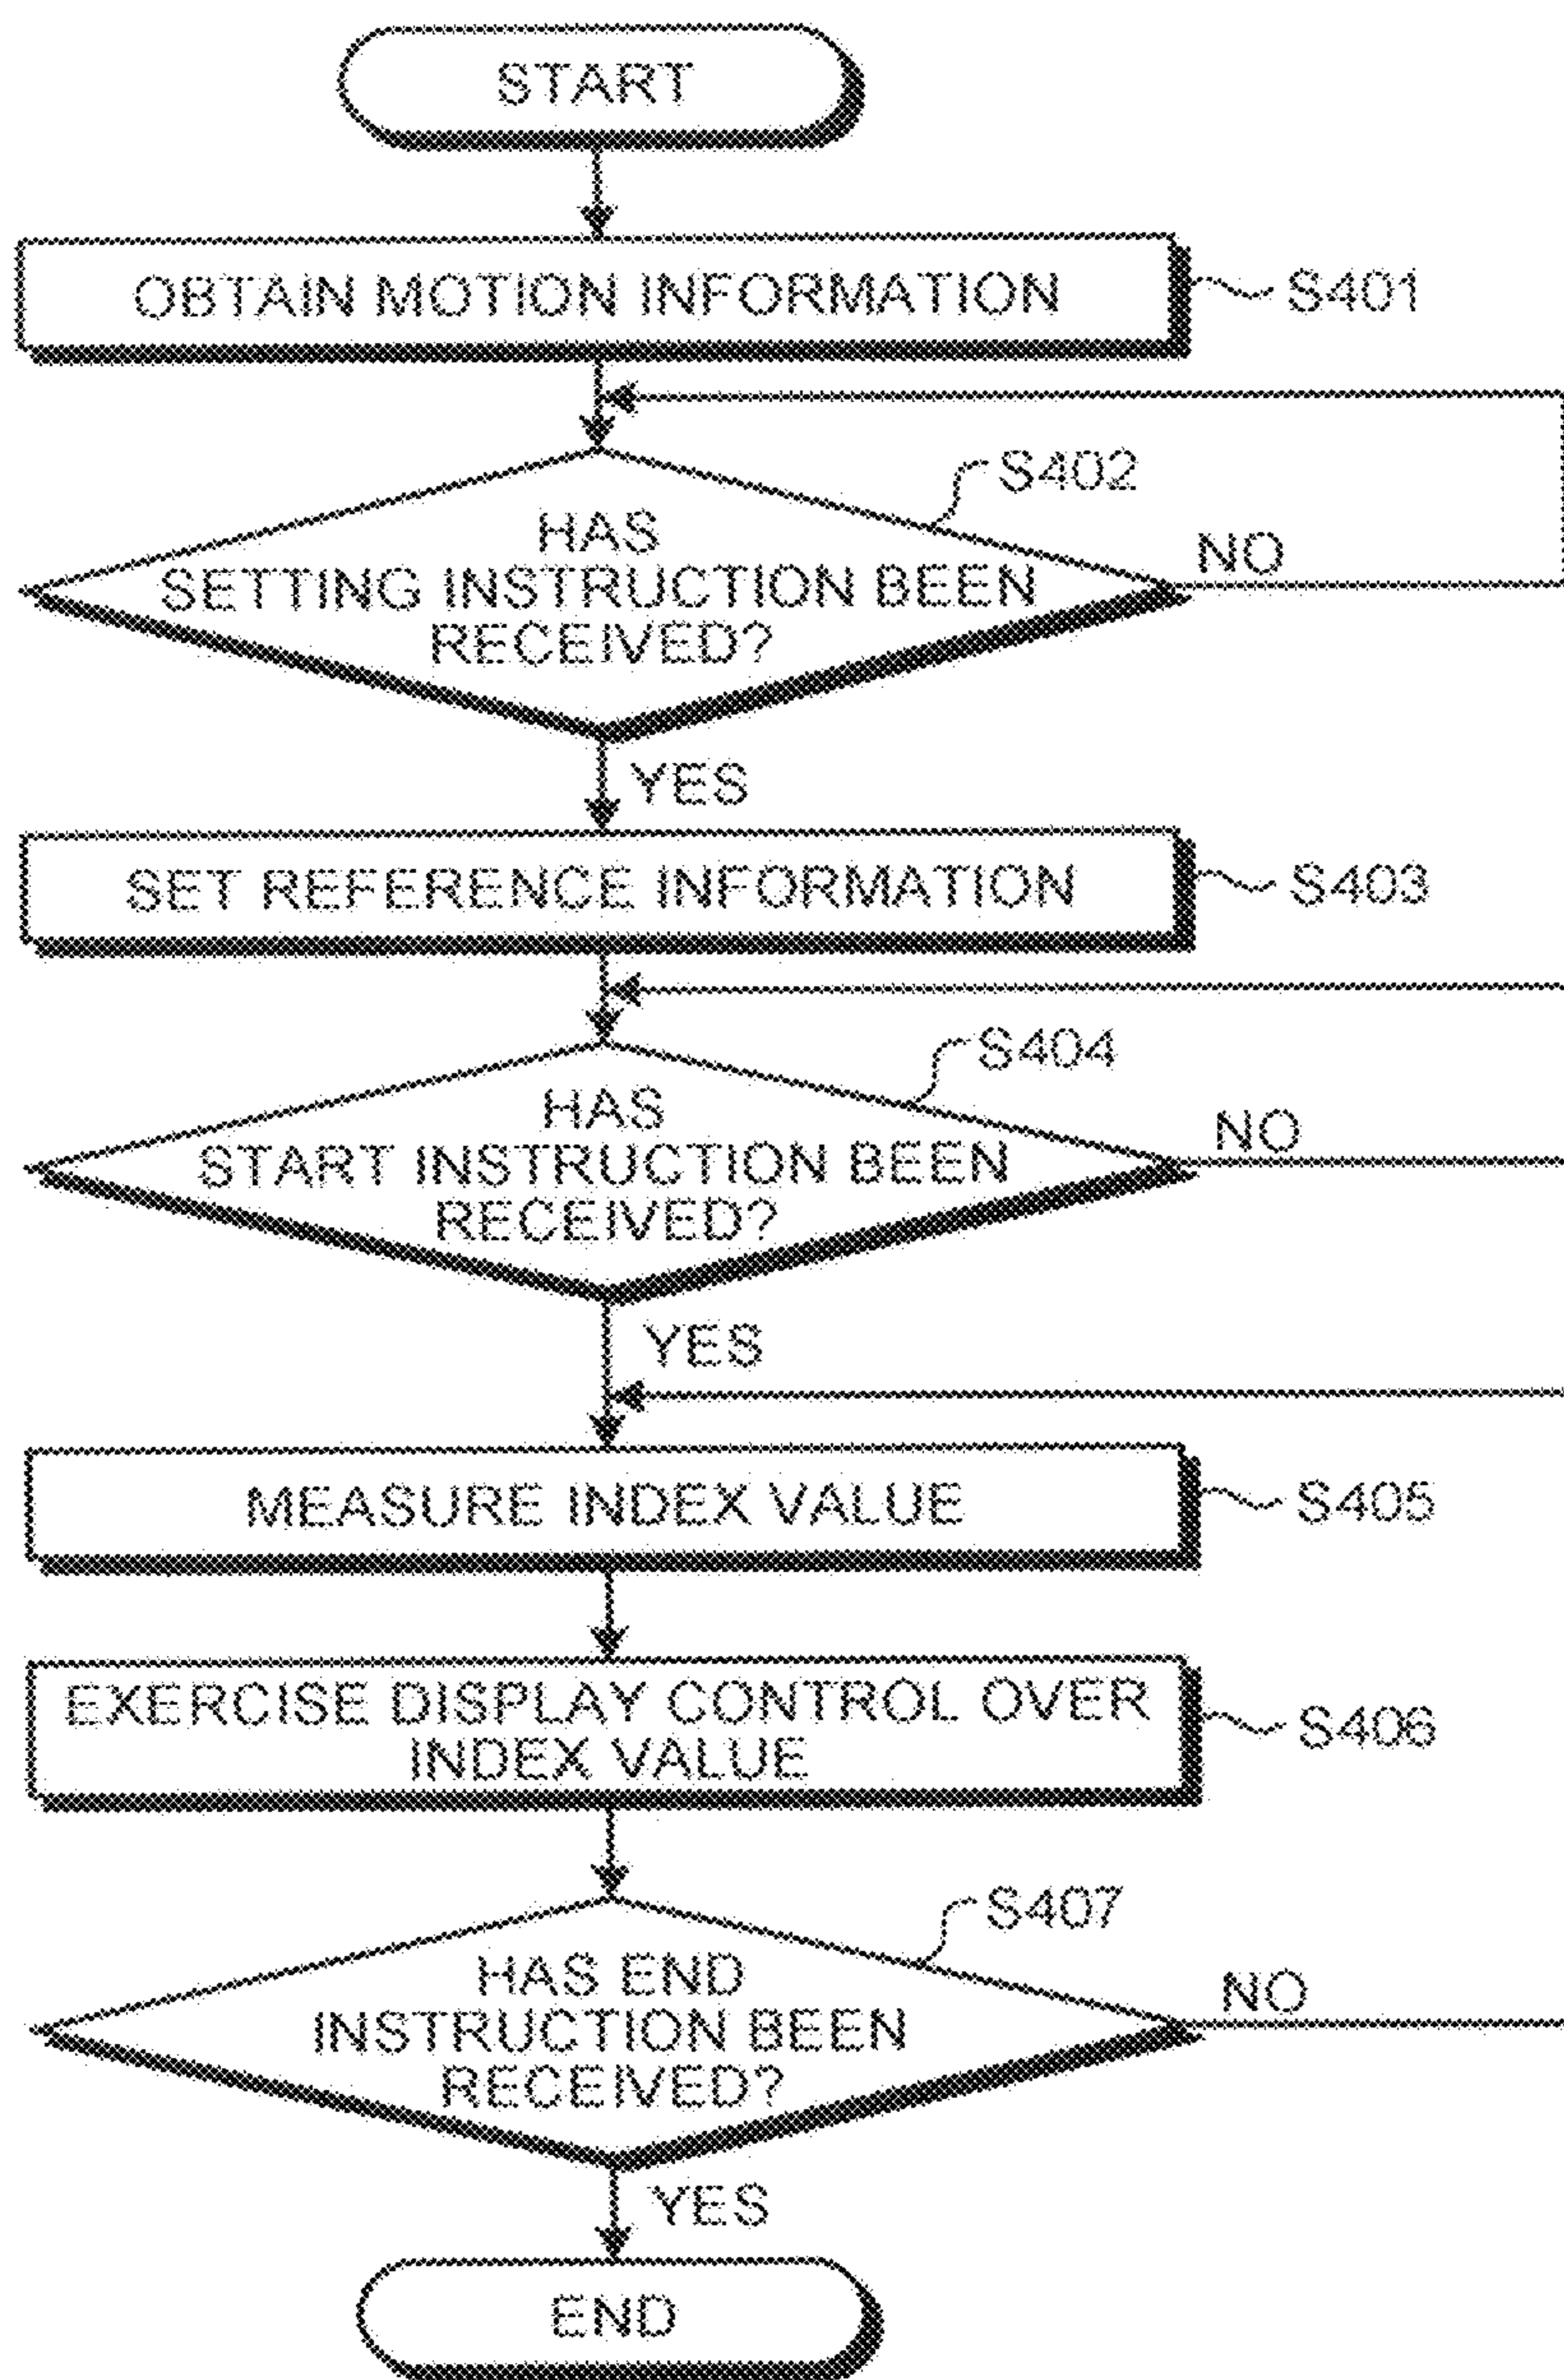 START
OBTAIN MOTION INFORMATION
S401
S402
HAS
SETTING INSTRUCTION BEEN
RECEIVED?
NO
YES
SET REFERENCE INFORMATION
S403
S404
HAS
START INSTRUCTION BEEN
RECEIVED?
NO
YES
MEASURE INDEX VALUE
S405
EXERCISE DISPLAY CONTROL OVER
INDEX VALUE
S406
S407
HAS END
INSTRUCTION BEEN
RECEIVED?
NO
YES
END